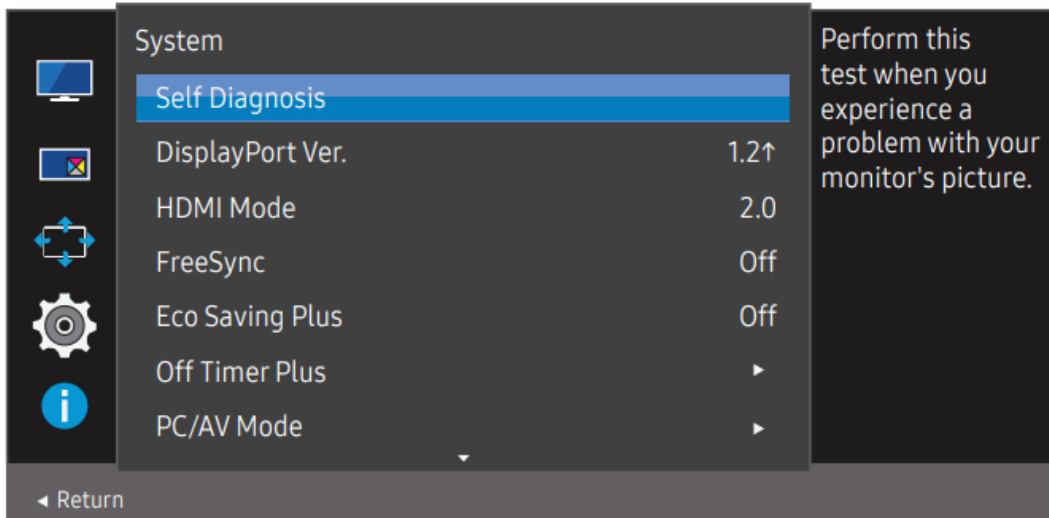 System
Self Diagnosis
DisplayPort Ver. 1.2↑
HDMI Mode 2.0
FreeSync Off
Eco Saving Plus Off
Off Timer Plus ►
PC/AV Mode ►
Perform this
test when you
experience a
problem with your
monitor's picture.
◄ Return